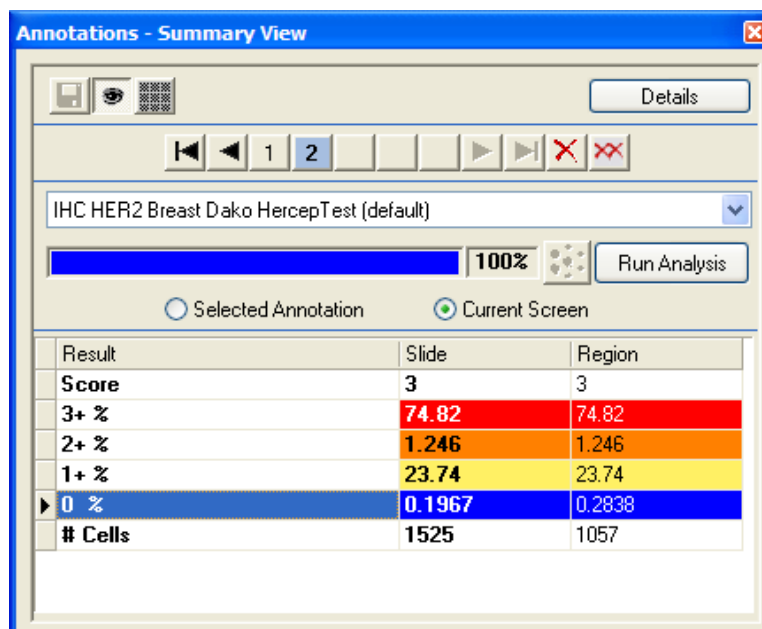 Annotations - Summary View
Details
1 2
IHC HER2 Breast Dako HercepTest (default)
100% Run Analysis
Selected Annotation Current Screen
Result Slide Region
Score 3 3
3+ % 74.82 74.82
2+ % 1.246 1.246
1+ % 23.74 23.74
0 % 0.1967 0.2838
# Cells 1525 1057